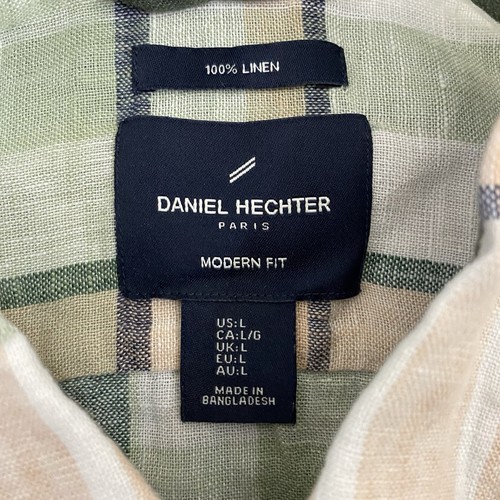 100% LINEN
DANIEL HECHTER
PARIS
MODERN FIT
US:L
CA:L/G
UK:L
EU:L
AU:L
MADE IN
BANGLADESH